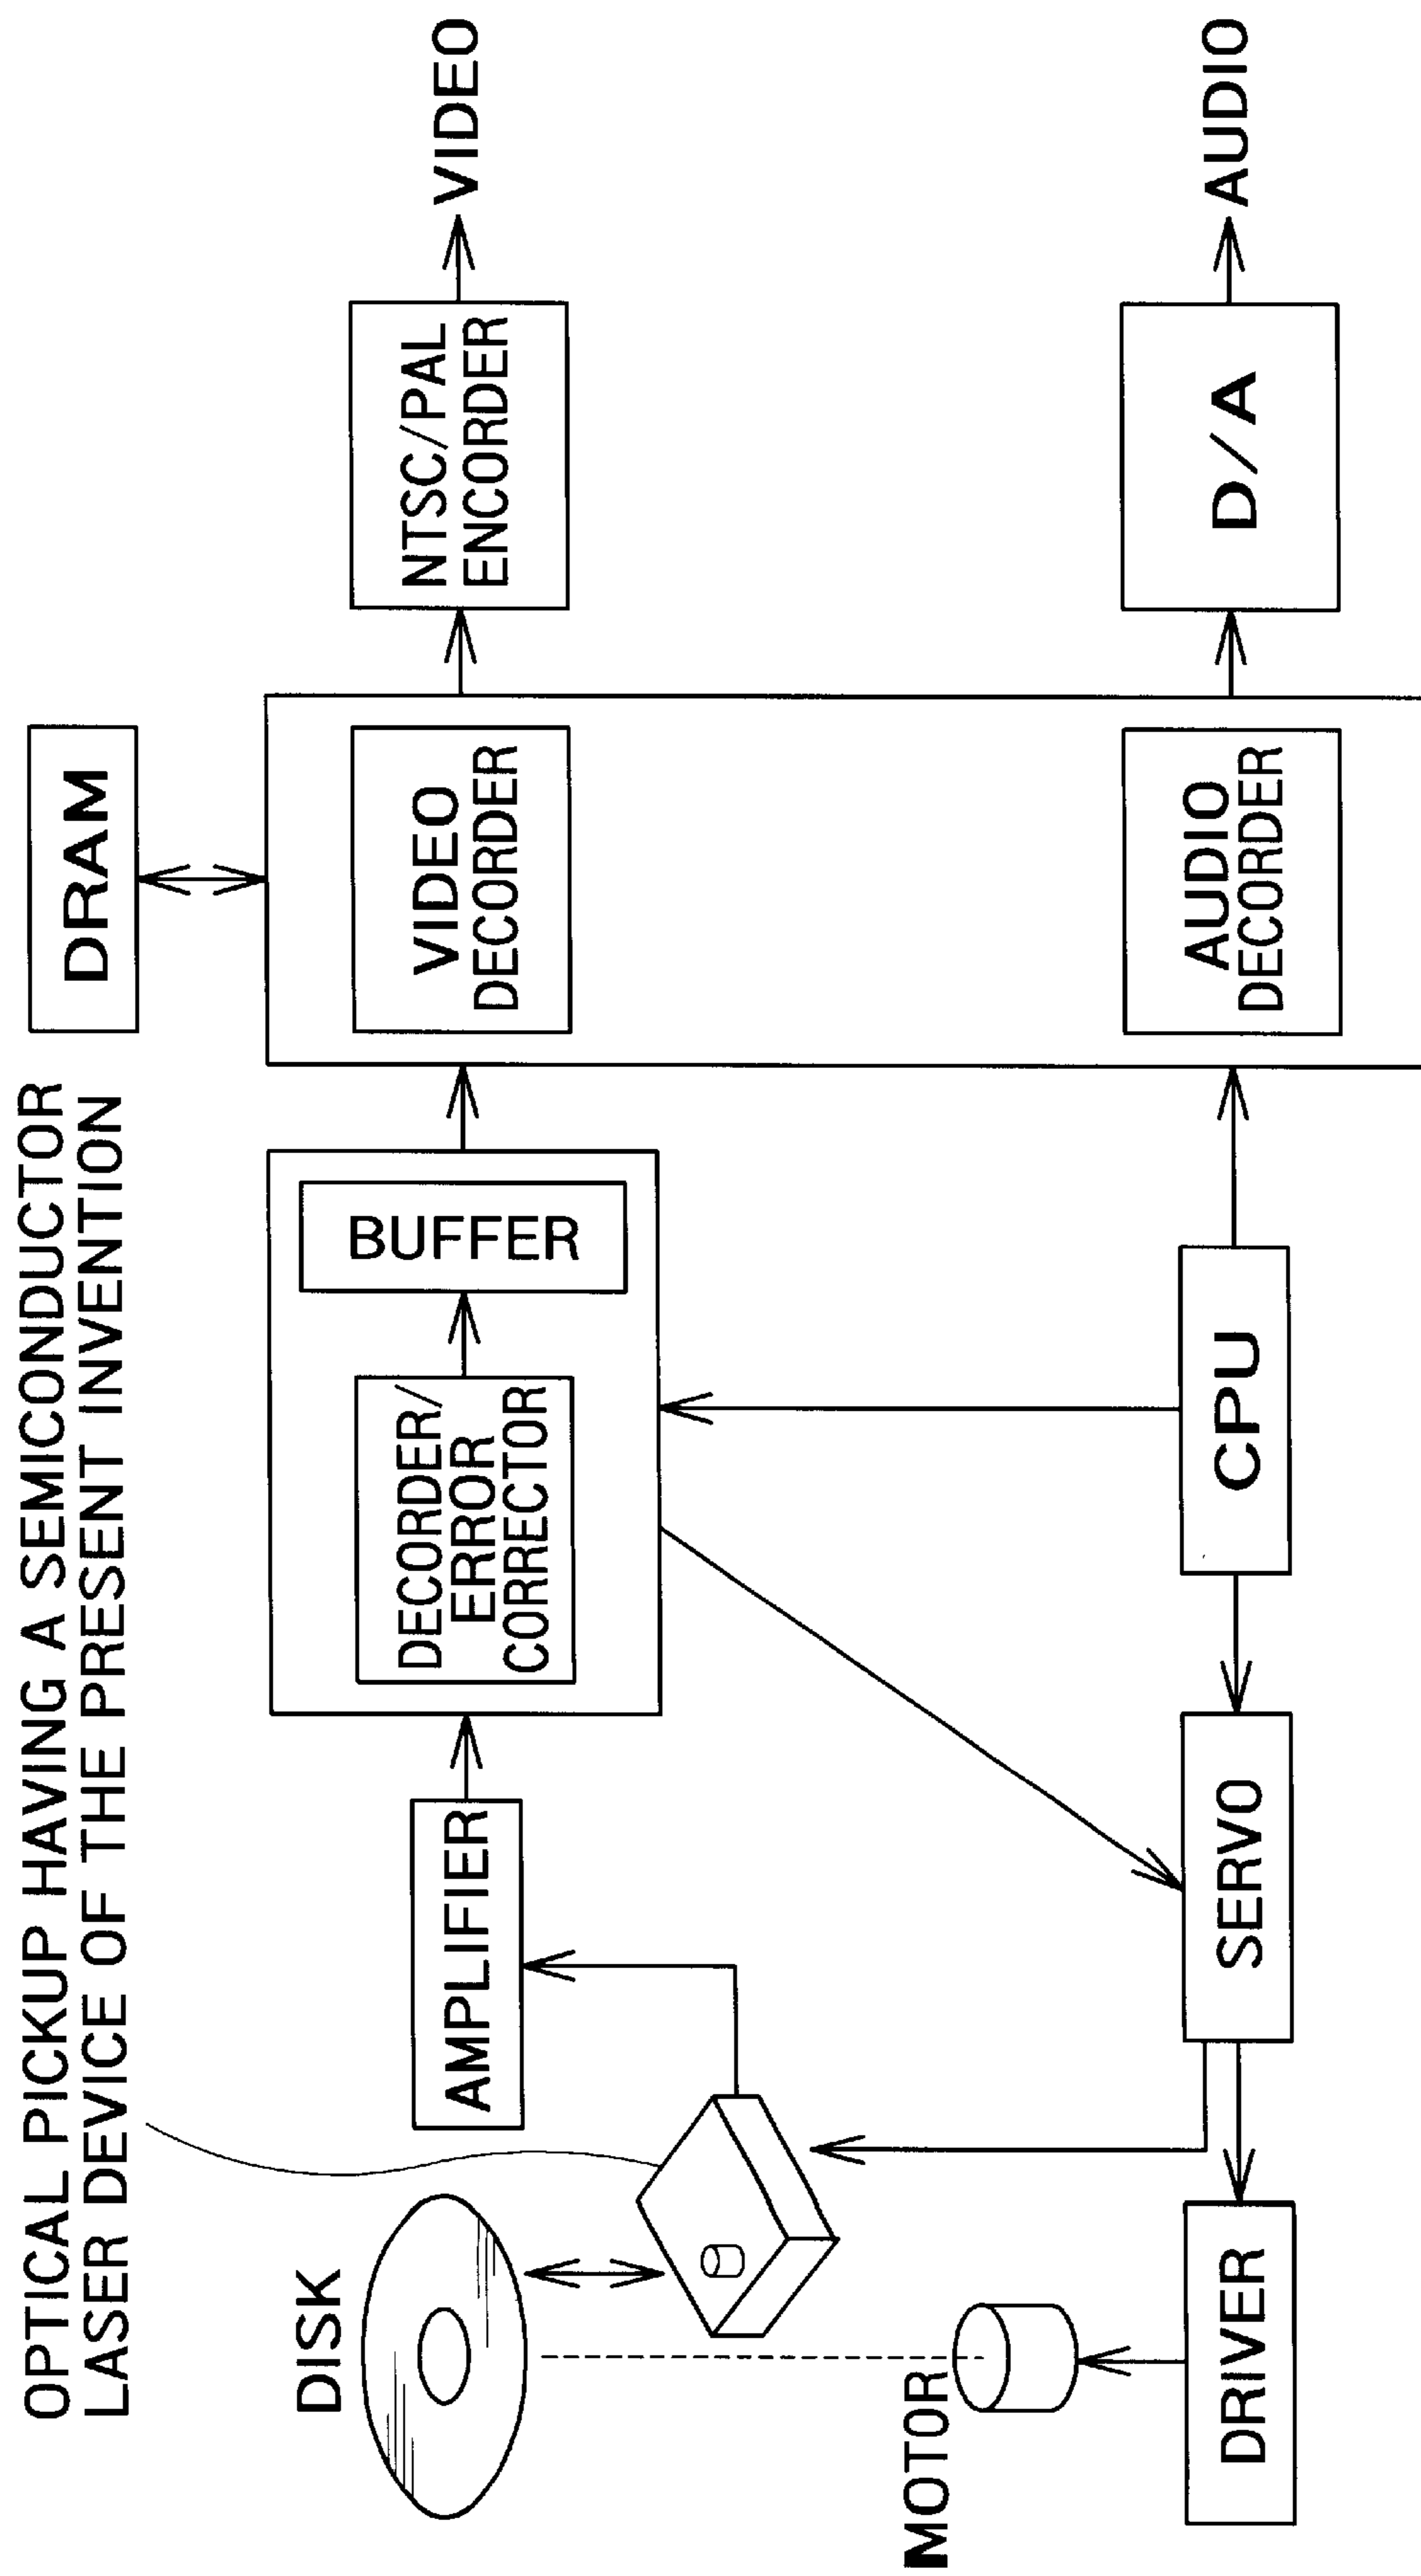 OPTICAL PICKUP HAVING A SEMICONDUCTOR
LASER DEVICE OF THE PRESENT INVENTION
DRAM
DISK
AMPLIFIER
DECORDER/
ERROR
CORRECTOR
BUFFER
VIDEO
DECORDER
NTSC/PAL
ENCORDER
VIDEO
MOTOR
DRIVER
SERVO
CPU
AUDIO
DECORDER
D/A
AUDIO